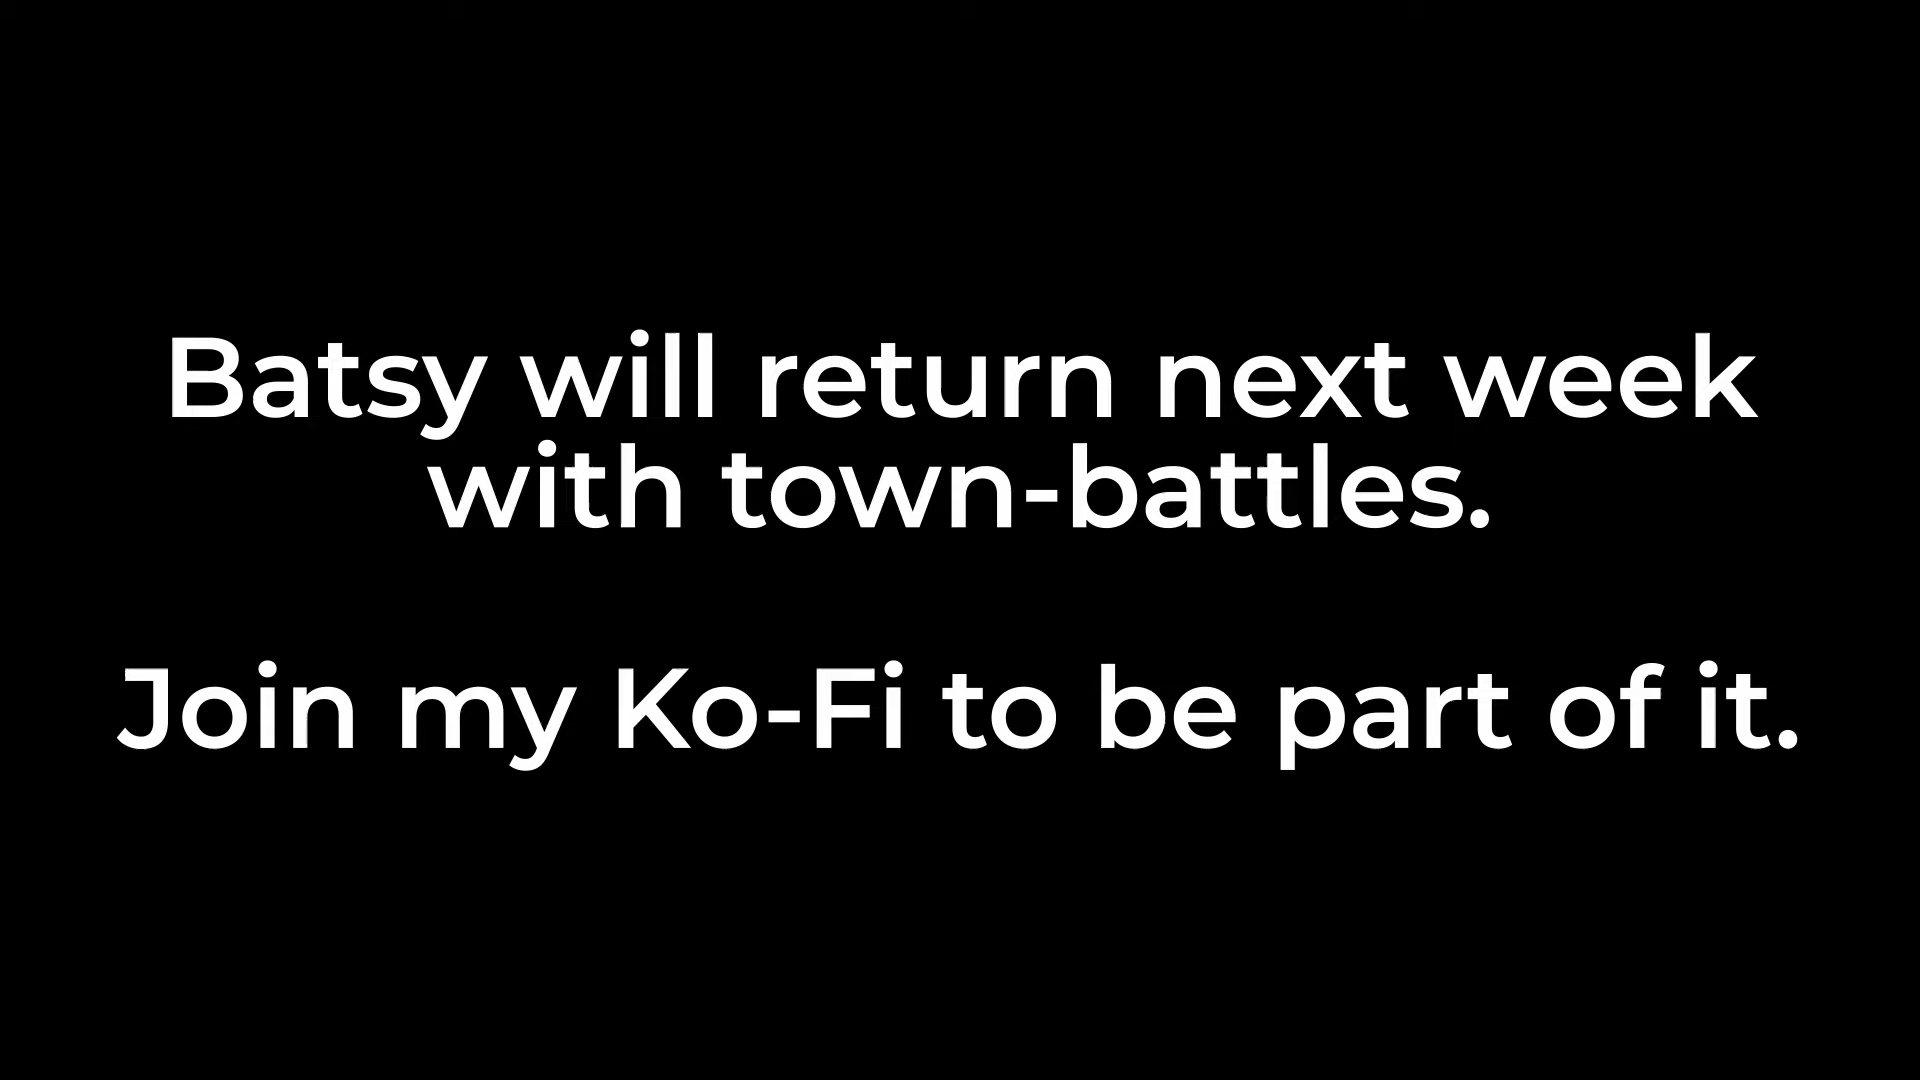 Batsy will return next week
with town-battles.
Join my Ko-Fi to be part of it.